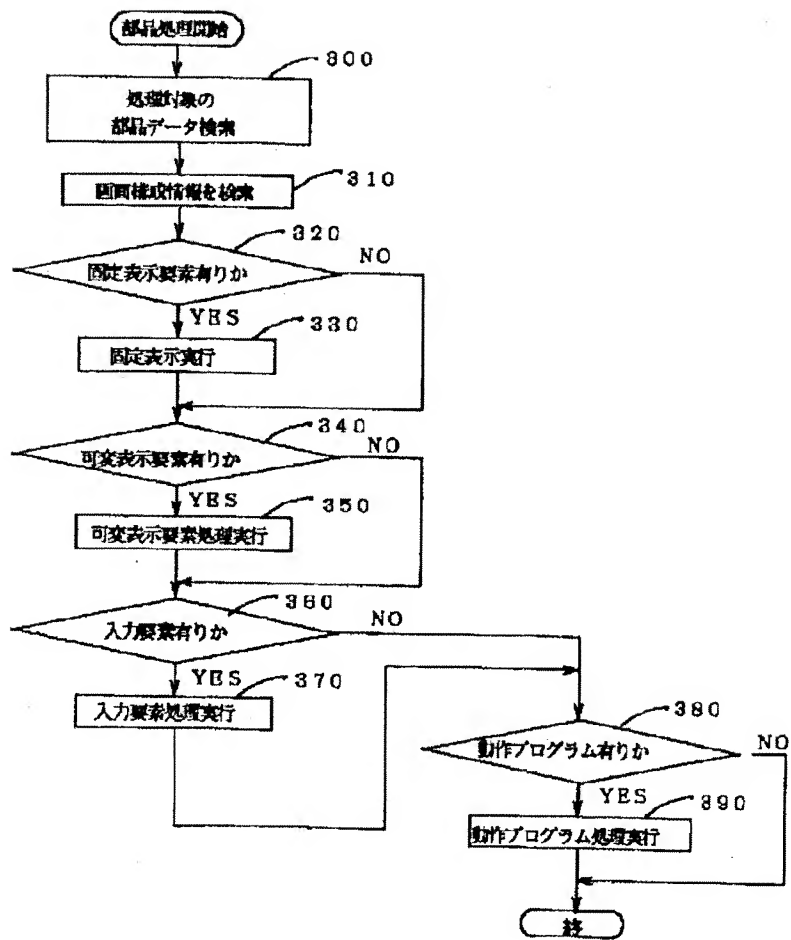 部品処理開始
300
処理対象の
部品データ検索
310
画面構成情報を検索
320
固定表示要素有りか
NO
YES
330
固定表示実行
340
可変表示要素有りか
NO
YES
350
可変表示要素処理実行
360
入力要素有りか
NO
YES
370
入力要素処理実行
380
動作プログラム有りか
NO
YES
390
動作プログラム処理実行
終